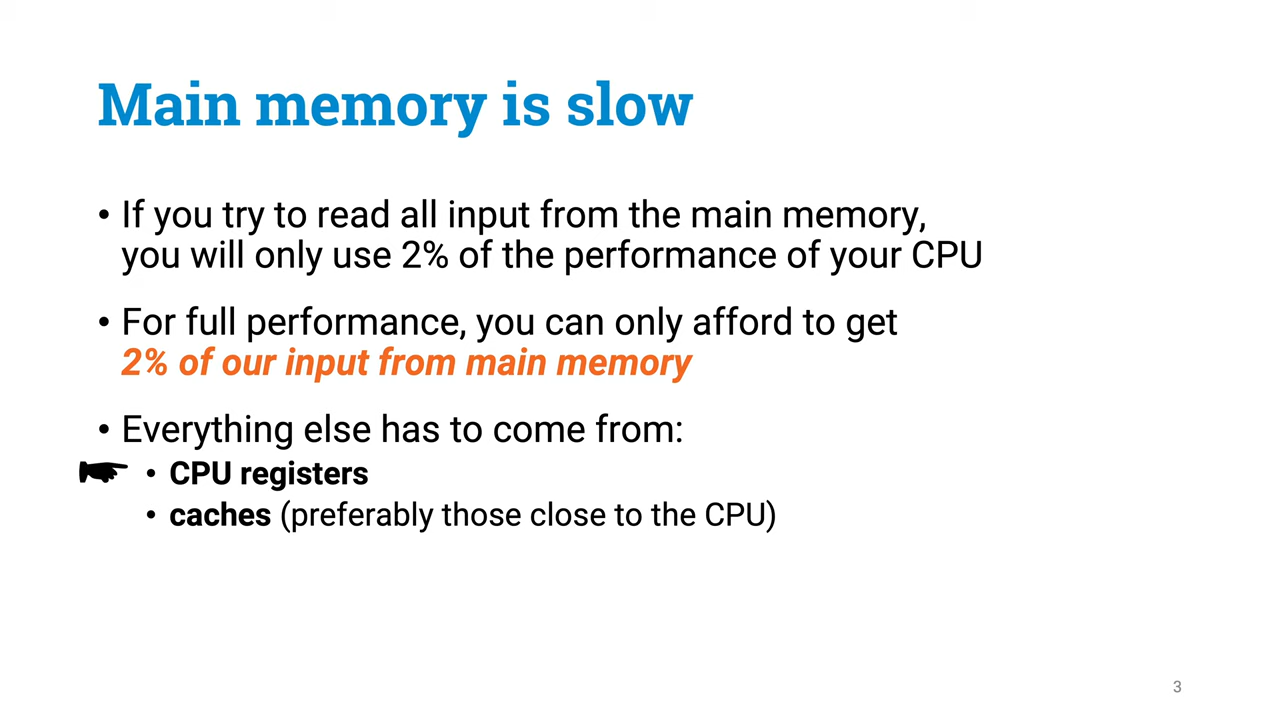 Main memory is slow
• If you try to read all input from the main memory,
you will only use 2% of the performance of your CPU
• For full performance, you can only afford to get
2% of our input from main memory
• Everything else has to come from:
• CPU registers
• caches (preferably those close to the CPU)
3